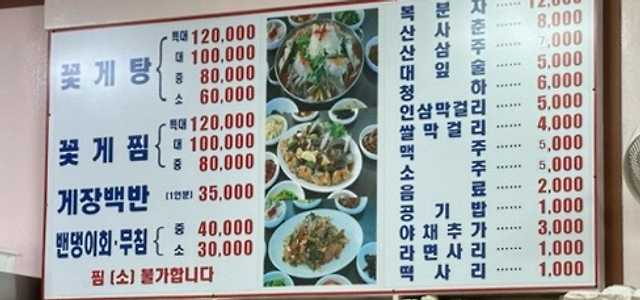 꽃게탕
특대 120,000
대 100,000
중 80,000
소 60,000
꽃게찜
특대 120,000
대 100,000
중 80,000
게장백반 (1인분) 35,000
밴댕이회·무침
중 40,000
소 30,000
찜 (소) 불가합니다
복분자 ...... 12,000
산사춘 ...... 8,000
산삼주 ...... 7,000
대잎술 ...... 5,000
청하 ...... 6,000
인삼막걸리 ...... 5,000
쌀막걸리 ...... 4,000
맥주 ...... 5,000
소주 ...... 5,000
음료 ...... 2,000
공기밥 ...... 1,000
야채추가 ...... 3,000
라면사리 ...... 1,000
떡사리 ...... 1,000